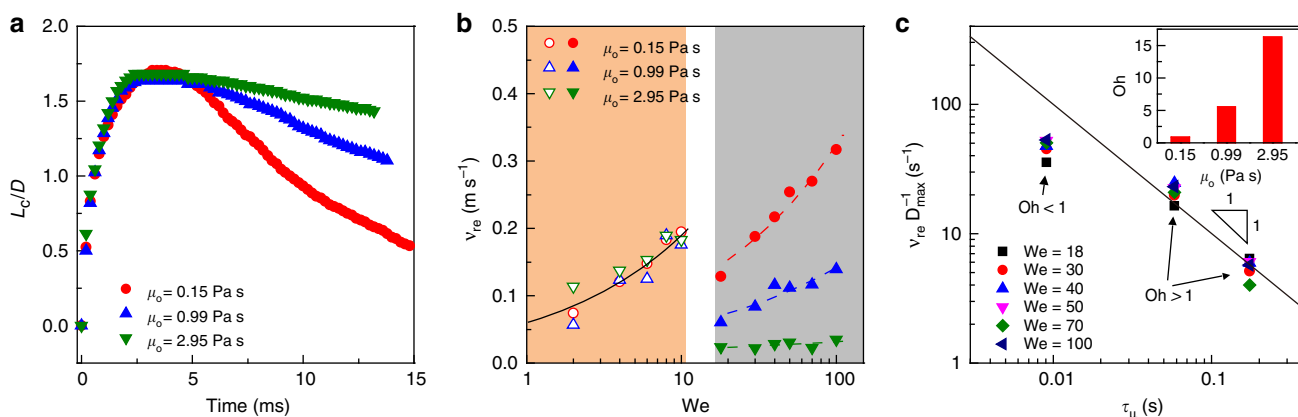 a
2.0
1.5
1.0
0.5
0.0
L_c/D
μ_o = 0.15 Pa s
μ_o = 0.99 Pa s
μ_o = 2.95 Pa s
0 5 10 15
Time (ms)
b
0.5
0.4
0.3
0.2
0.1
0.0
ν_re (m s⁻¹)
μ_o = 0.15 Pa s
μ_o = 0.99 Pa s
μ_o = 2.95 Pa s
1 10 100
We
c
100
10
1
ν_re D⁻¹_max (s⁻¹)
15
10
5
0
Oh
0.15 0.99 2.95
μ_o (Pa s)
1
1
Oh < 1
Oh > 1
We = 18
We = 30
We = 40
We = 50
We = 70
We = 100
0.01 0.1
τ_μ (s)